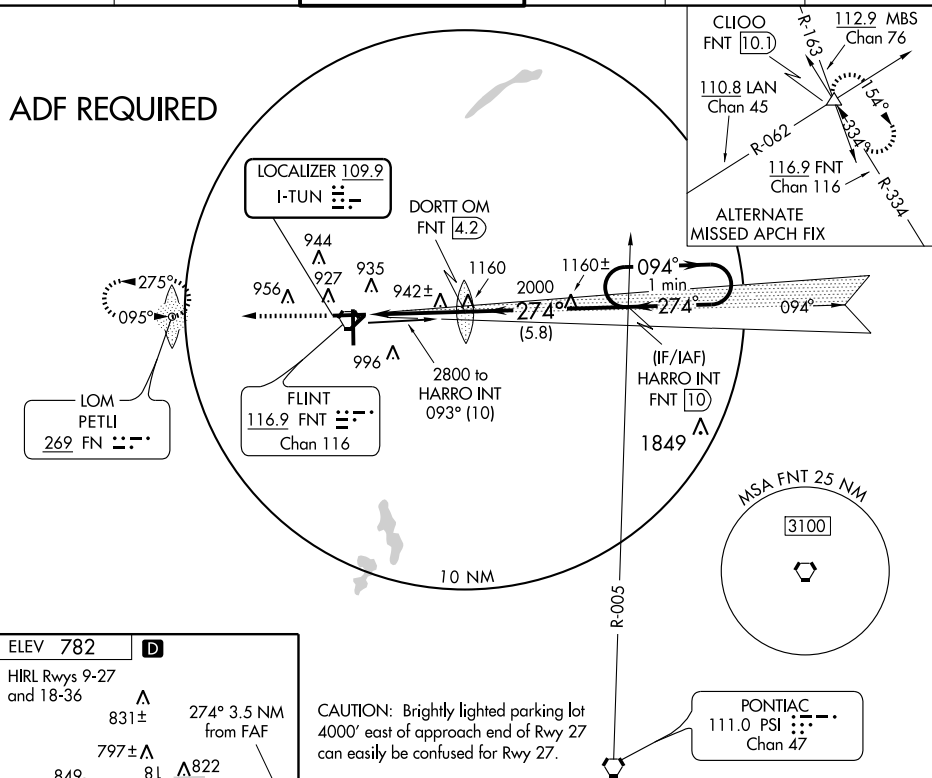 ADF REQUIRED
CLIOO
FNT 10.1
R-163
112.9 MBS
Chan 76
110.8 LAN
Chan 45
R-062
154°
334°
116.9 FNT
Chan 116
R-334
ALTERNATE
MISSED APCH FIX
LOCALIZER 109.9
I-TUN
DORTT OM
FNT 4.2
944
927
935
956
942±
1160
1160±
996
275°
095°
2000
274°
(5.8)
094°
1 min
274°
094°
2800 to
HARRO INT
093° (10)
(IF/IAF)
HARRO INT
FNT 10
1849
LOM
PETLI
269 FN
FLINT
116.9 FNT
Chan 116
MSA FNT 25 NM
3100
10 NM
R-005
ELEV 782 D
HIRL Rwys 9-27
and 18-36
831±
274° 3.5 NM
from FAF
797±
849
8L
822
CAUTION: Brightly lighted parking lot
4000' east of approach end of Rwy 27
can easily be confused for Rwy 27.
PONTIAC
111.0 PSI
Chan 47